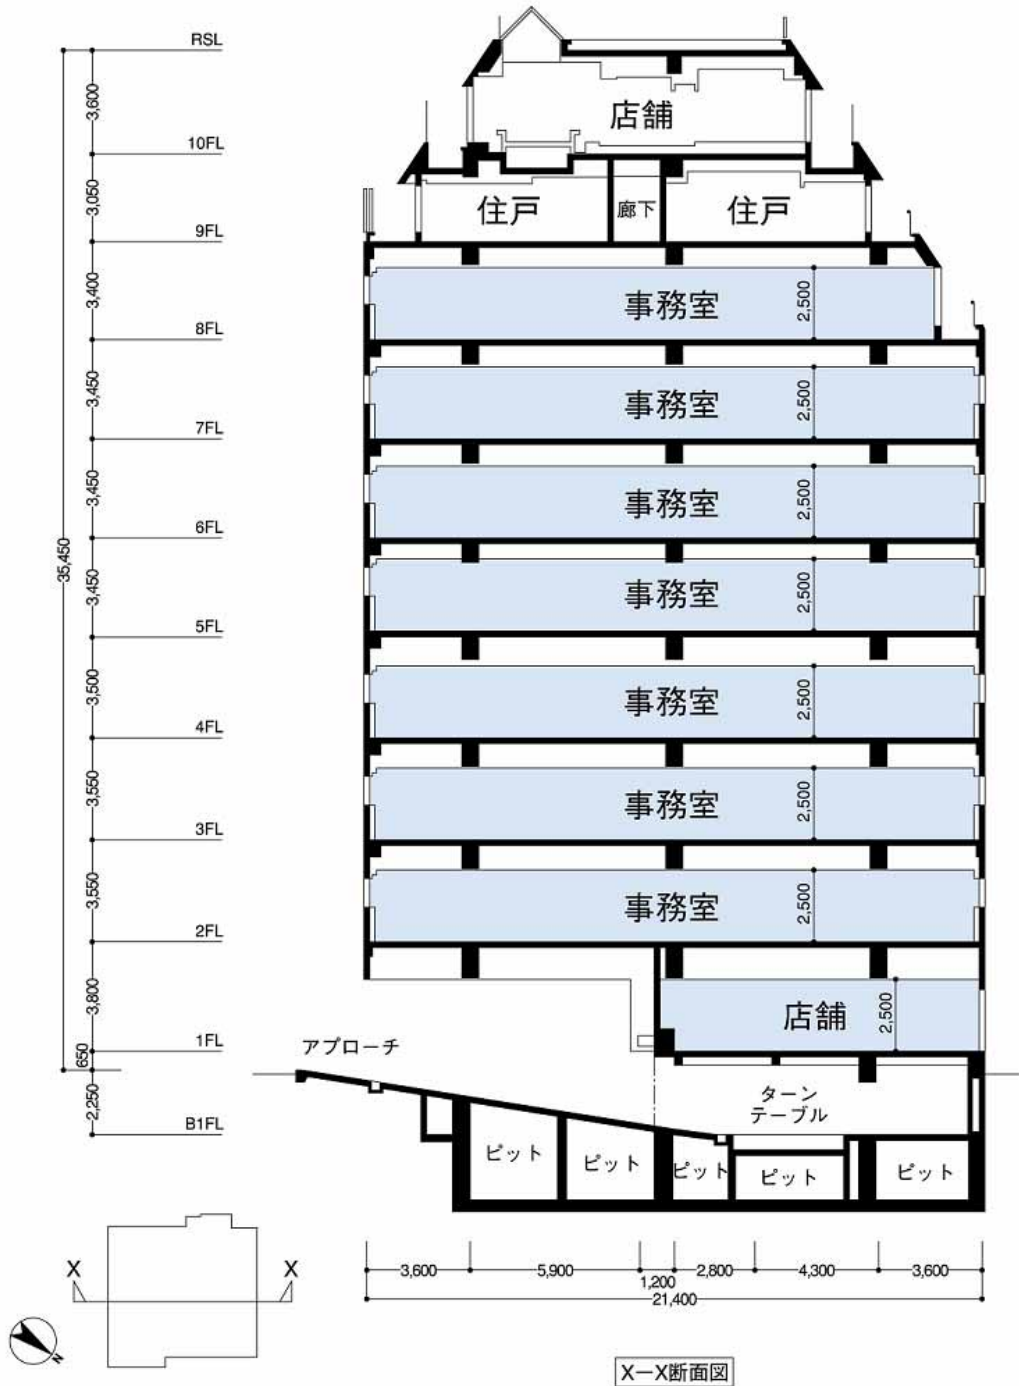 RSL
3,600
店舗
10FL
3,050
住戸
廊下
住戸
9FL
3,400
事務室
2,500
8FL
3,450
事務室
2,500
7FL
3,450
事務室
2,500
6FL
35,450
3,450
事務室
2,500
5FL
3,500
事務室
2,500
4FL
3,550
事務室
2,500
3FL
3,550
事務室
2,500
2FL
3,800
店舗
2,500
1FL
アプローチ
650
ターン
テーブル
2,250
B1FL
ピット
ピット
ピット
ピット
ピット
3,600
5,900
1,200
2,800
4,300
3,600
21,400
X
X
N
X−X断面図